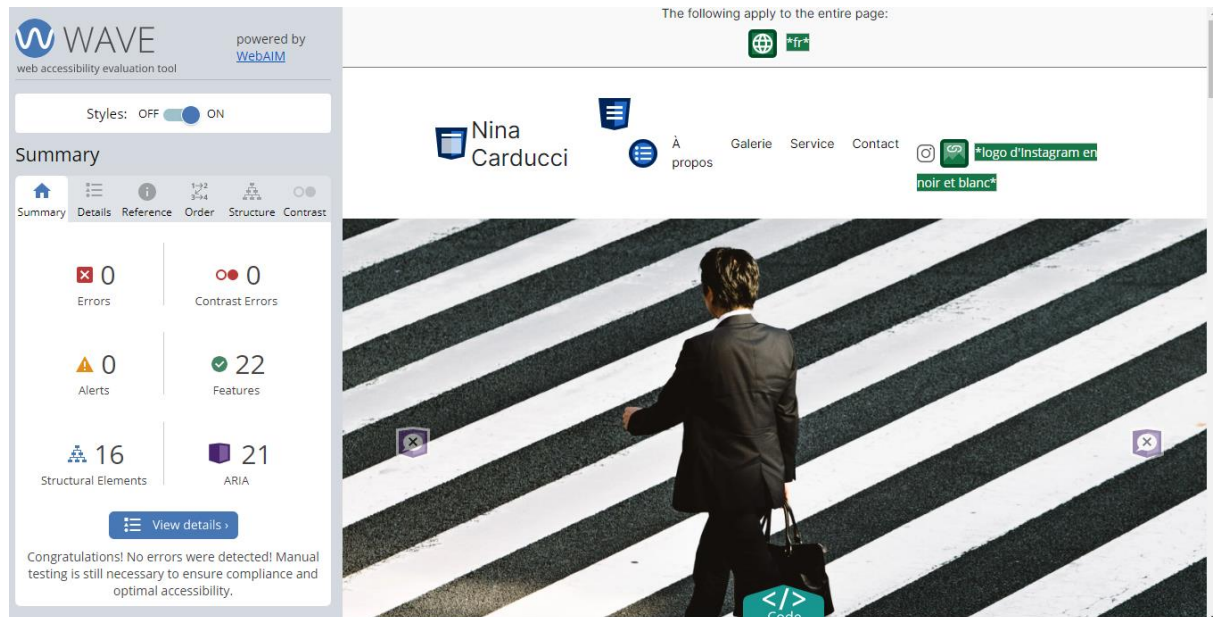 WAVE
web accessibility evaluation tool
powered by
WebAIM
Styles: OFF ON
Summary
Summary Details Reference Order Structure Contrast
0
Errors
0
Contrast Errors
0
Alerts
22
Features
16
Structural Elements
21
ARIA
View details ›
Congratulations! No errors were detected! Manual
testing is still necessary to ensure compliance and
optimal accessibility.
The following apply to the entire page:
*fr*
Nina
Carducci
À
propos
Galerie Service Contact
*logo d'Instagram en
noir et blanc*
</>
Code